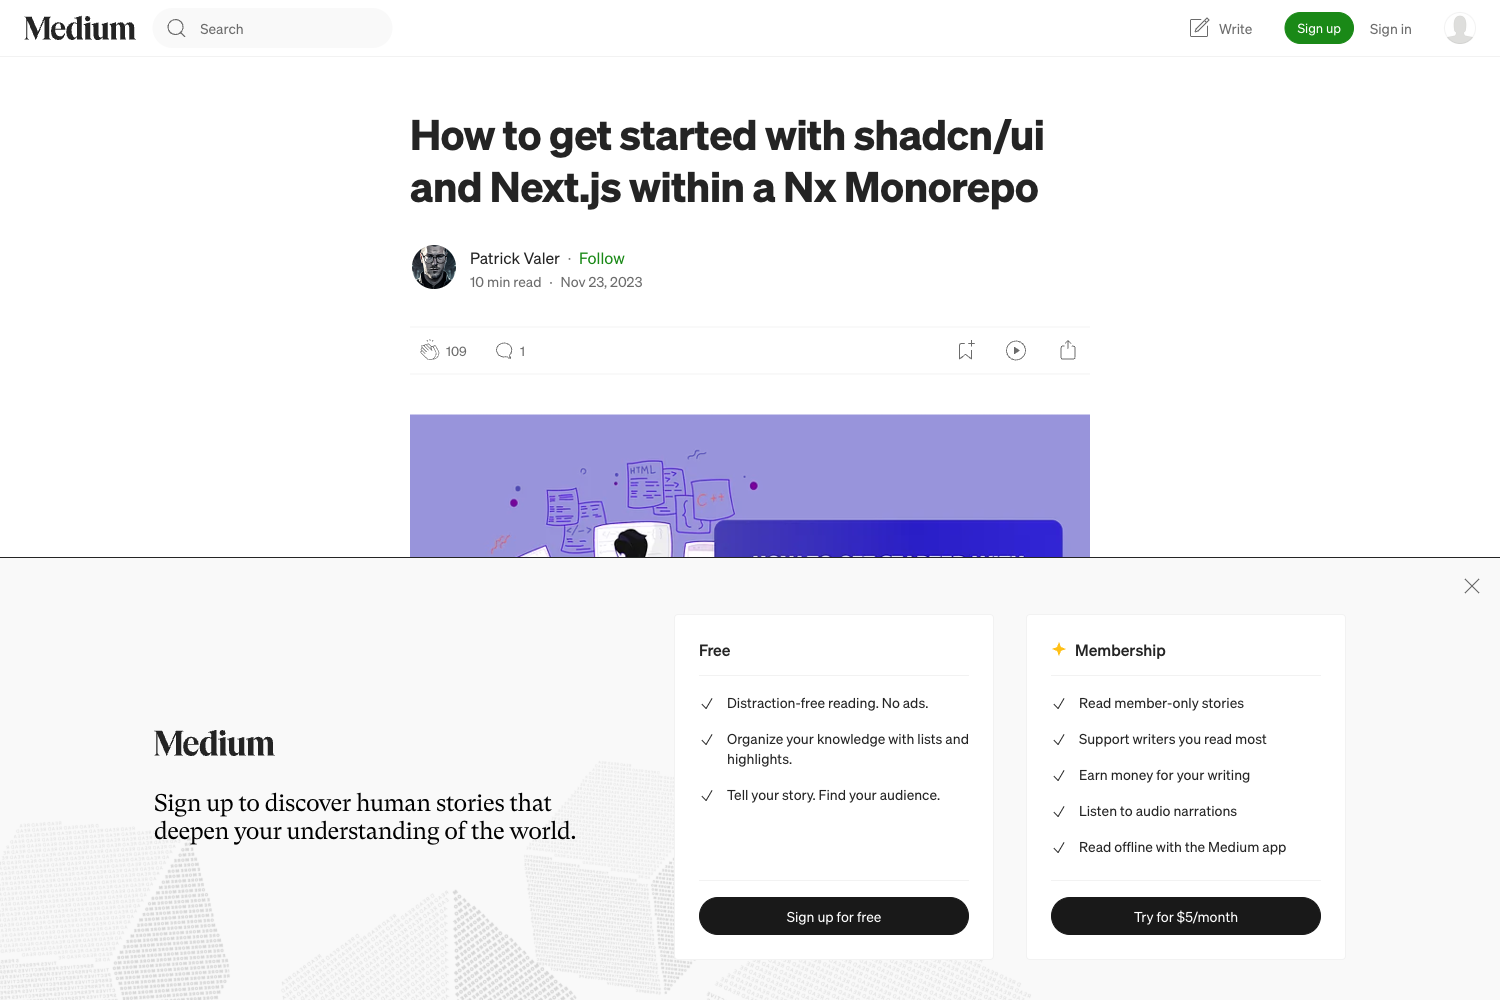 Medium
Search
Write
Sign up
Sign in
How to get started with shadcn/ui
and Next.js within a Nx Monorepo
Patrick Valer · Follow
10 min read · Nov 23, 2023
109
1
HTML
C++
</>
Free
Distraction-free reading. No ads.
Organize your knowledge with lists and
highlights.
Tell your story. Find your audience.
Sign up for free
Membership
Read member-only stories
Support writers you read most
Earn money for your writing
Listen to audio narrations
Read offline with the Medium app
Try for $5/month
Medium
Sign up to discover human stories that
deepen your understanding of the world.